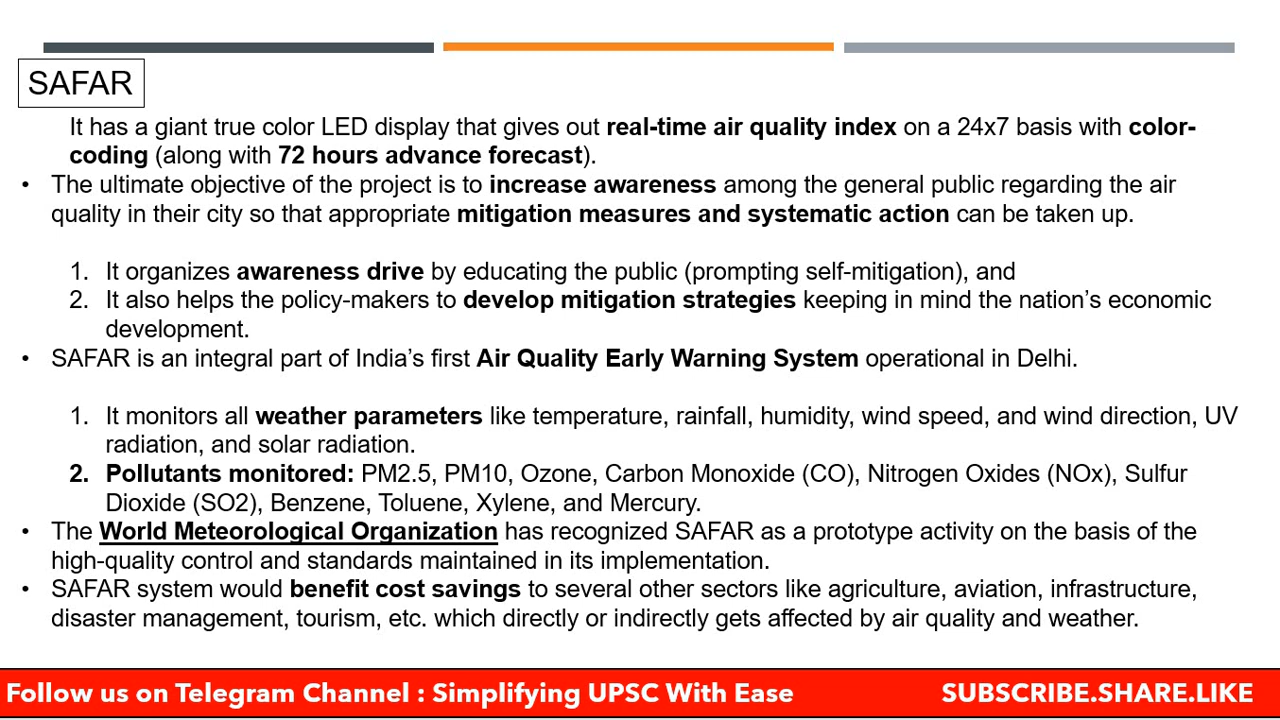 SAFAR
It has a giant true color LED display that gives out real-time air quality index on a 24x7 basis with color-
coding (along with 72 hours advance forecast).
• The ultimate objective of the project is to increase awareness among the general public regarding the air
quality in their city so that appropriate mitigation measures and systematic action can be taken up.
1. It organizes awareness drive by educating the public (prompting self-mitigation), and
2. It also helps the policy-makers to develop mitigation strategies keeping in mind the nation's economic
development.
• SAFAR is an integral part of India's first Air Quality Early Warning System operational in Delhi.
1. It monitors all weather parameters like temperature, rainfall, humidity, wind speed, and wind direction, UV
radiation, and solar radiation.
2. Pollutants monitored: PM2.5, PM10, Ozone, Carbon Monoxide (CO), Nitrogen Oxides (NOx), Sulfur
Dioxide (SO2), Benzene, Toluene, Xylene, and Mercury.
• The World Meteorological Organization has recognized SAFAR as a prototype activity on the basis of the
high-quality control and standards maintained in its implementation.
• SAFAR system would benefit cost savings to several other sectors like agriculture, aviation, infrastructure,
disaster management, tourism, etc. which directly or indirectly gets affected by air quality and weather.
Follow us on Telegram Channel : Simplifying UPSC With Ease SUBSCRIBE.SHARE.LIKE